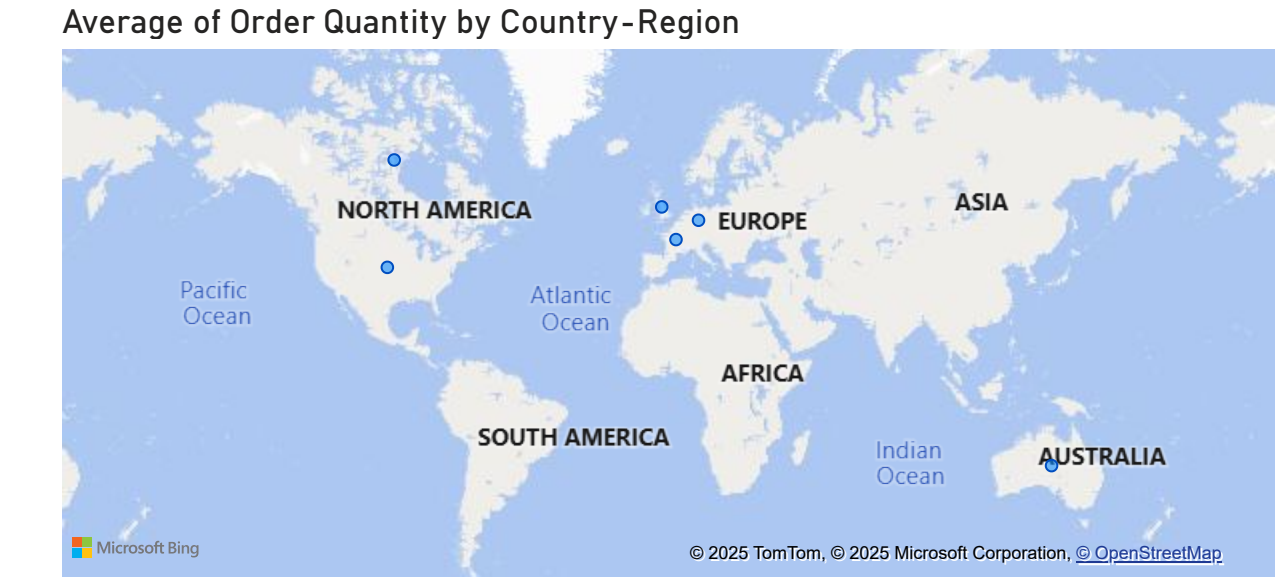 Average of Order Quantity by Country-Region
NORTH AMERICA
EUROPE
ASIA
Pacific
Ocean
Atlantic
Ocean
AFRICA
SOUTH AMERICA
Indian
Ocean
AUSTRALIA
Microsoft Bing
© 2025 TomTom, © 2025 Microsoft Corporation, © OpenStreetMap